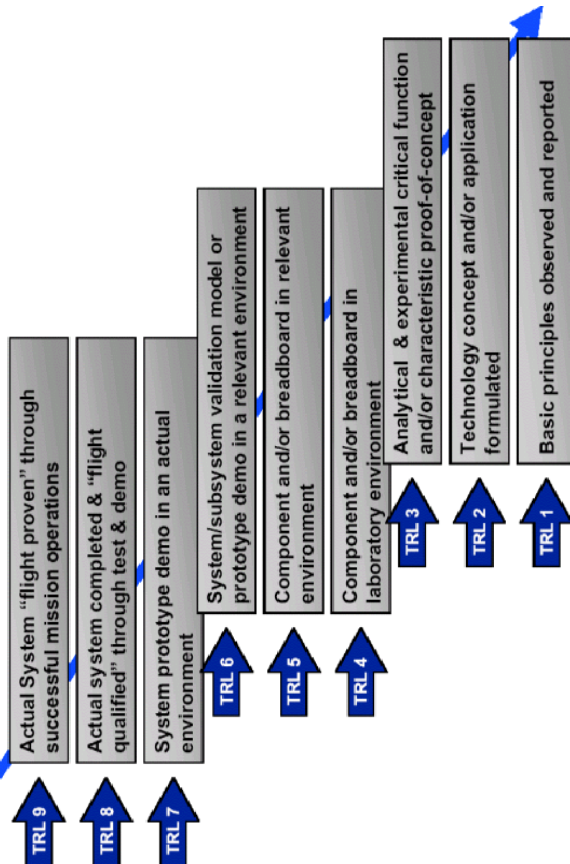 TRL 9
Actual System “flight proven” through
successful mission operations
TRL 8
Actual system completed & “flight
qualified” through test & demo
TRL 7
System prototype demo in an actual
environment
TRL 6
System/subsystem validation model or
prototype demo in a relevant environment
TRL 5
Component and/or breadboard in relevant
environment
TRL 4
Component and/or breadboard in
laboratory environment
TRL 3
Analytical & experimental critical function
and/or characteristic proof-of-concept
TRL 2
Technology concept and/or application
formulated
TRL 1
Basic principles observed and reported